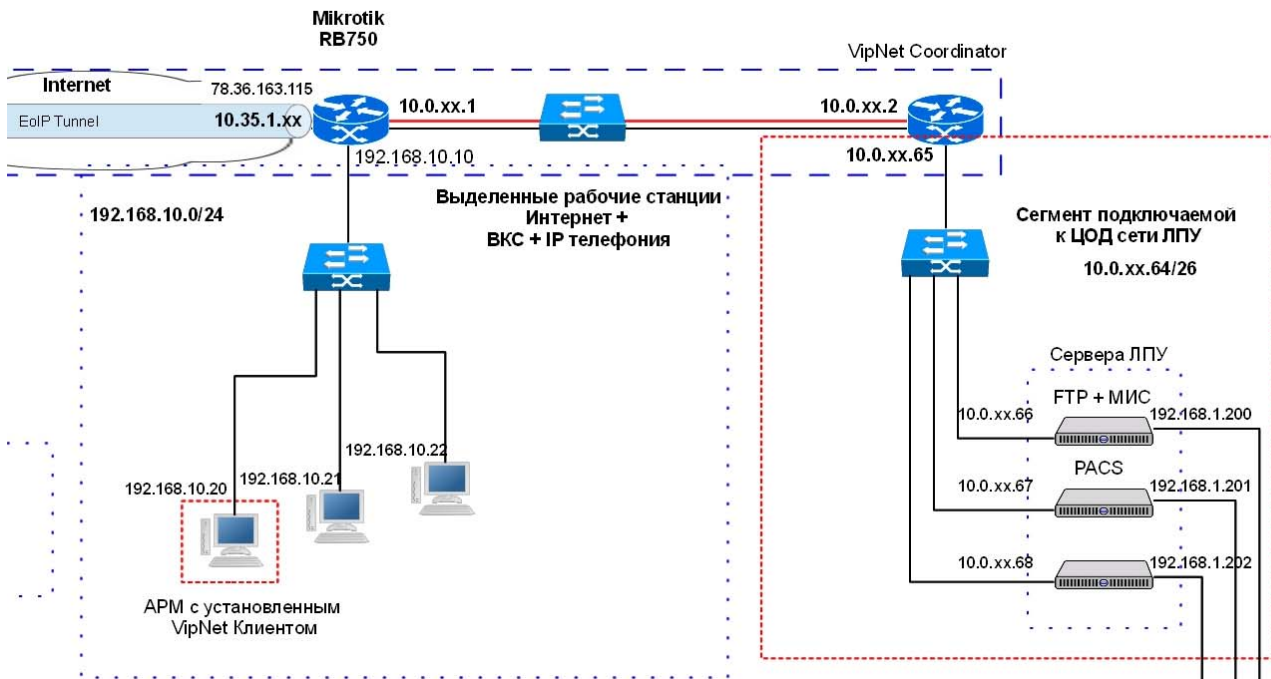 Mikrotik
RB750
VipNet Coordinator
Internet
78.36.163.115
EoIP Tunnel
10.35.1.xx
10.0.xx.1
10.0.xx.2
192.168.10.10
10.0.xx.65
192.168.10.0/24
Выделенные рабочие станции
Интернет +
ВКС + IP телефония
Сегмент подключаемой
к ЦОД сети ЛПУ
10.0.xx.64/26
Сервера ЛПУ
FTP + МИС
10.0.xx.66
192.168.1.200
192.168.10.22
PACS
192.168.10.21
192.168.10.20
10.0.xx.67
192.168.1.201
10.0.xx.68
192.168.1.202
АРМ с установленным
VipNet Клиентом